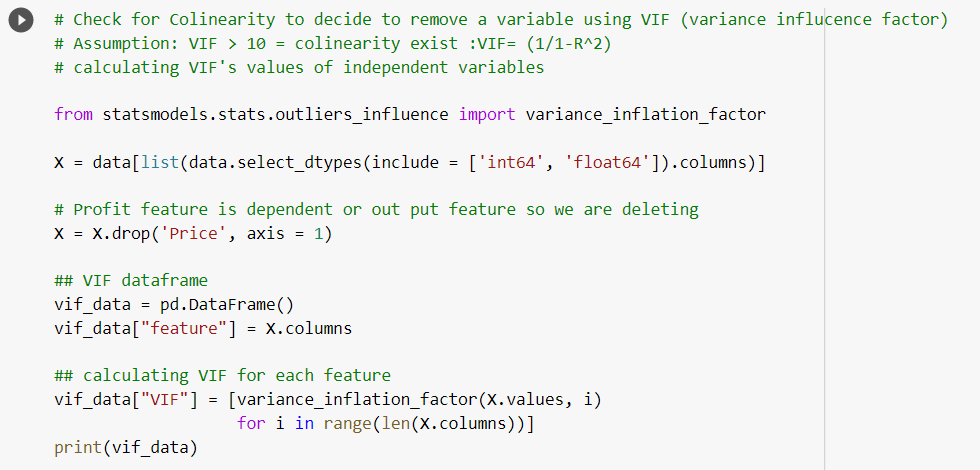 # Check for Colinearity to decide to remove a variable using VIF (variance influcence factor)
# Assumption: VIF > 10 = colinearity exist :VIF= (1/1-R^2)
# calculating VIF's values of independent variables
from statsmodels.stats.outliers_influence import variance_inflation_factor
X = data[list(data.select_dtypes(include = ['int64', 'float64']).columns)]
# Profit feature is dependent or out put feature so we are deleting
X = X.drop('Price', axis = 1)
## VIF dataframe
vif_data = pd.DataFrame()
vif_data["feature"] = X.columns
## calculating VIF for each feature
vif_data["VIF"] = [variance_inflation_factor(X.values, i)
                   for i in range(len(X.columns))]
print(vif_data)